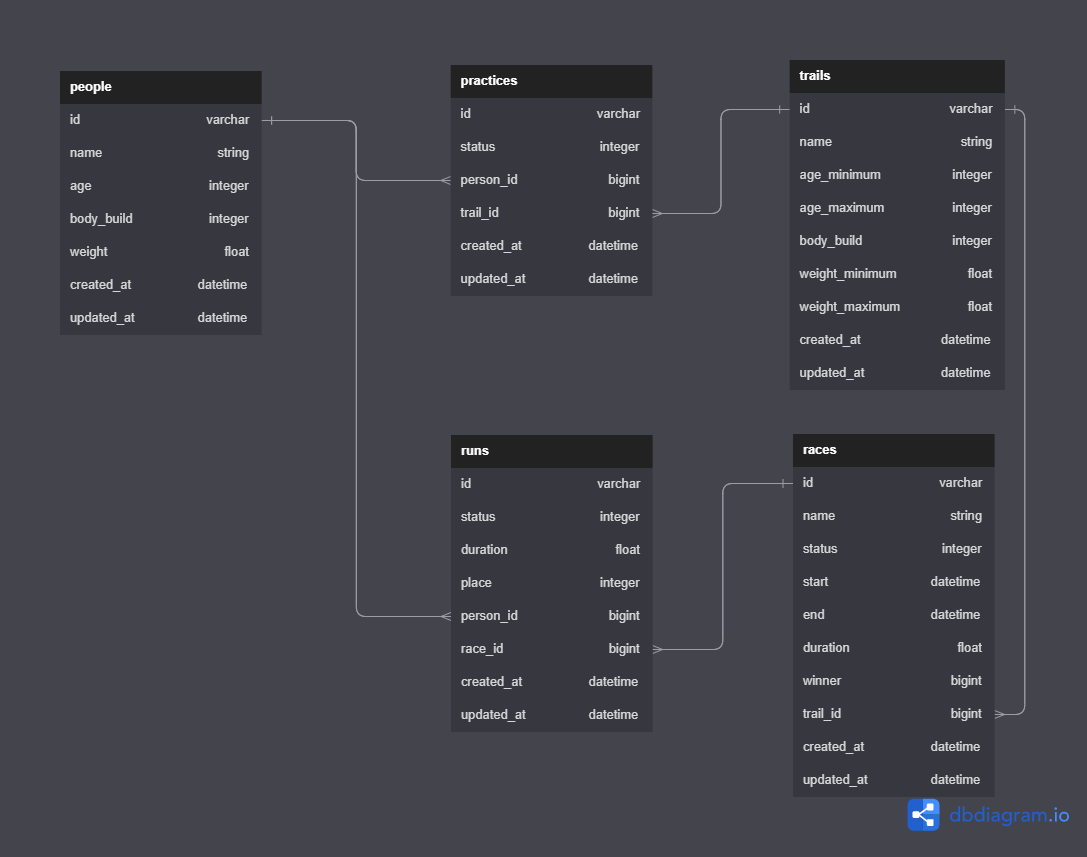 people
id varchar
name string
age integer
body_build integer
weight float
created_at datetime
updated_at datetime
practices
id varchar
status integer
person_id bigint
trail_id bigint
created_at datetime
updated_at datetime
trails
id varchar
name string
age_minimum integer
age_maximum integer
body_build integer
weight_minimum float
weight_maximum float
created_at datetime
updated_at datetime
runs
id varchar
status integer
duration float
place integer
person_id bigint
race_id bigint
created_at datetime
updated_at datetime
races
id varchar
name string
status integer
start datetime
end datetime
duration float
winner bigint
trail_id bigint
created_at datetime
updated_at datetime
dbdiagram.io